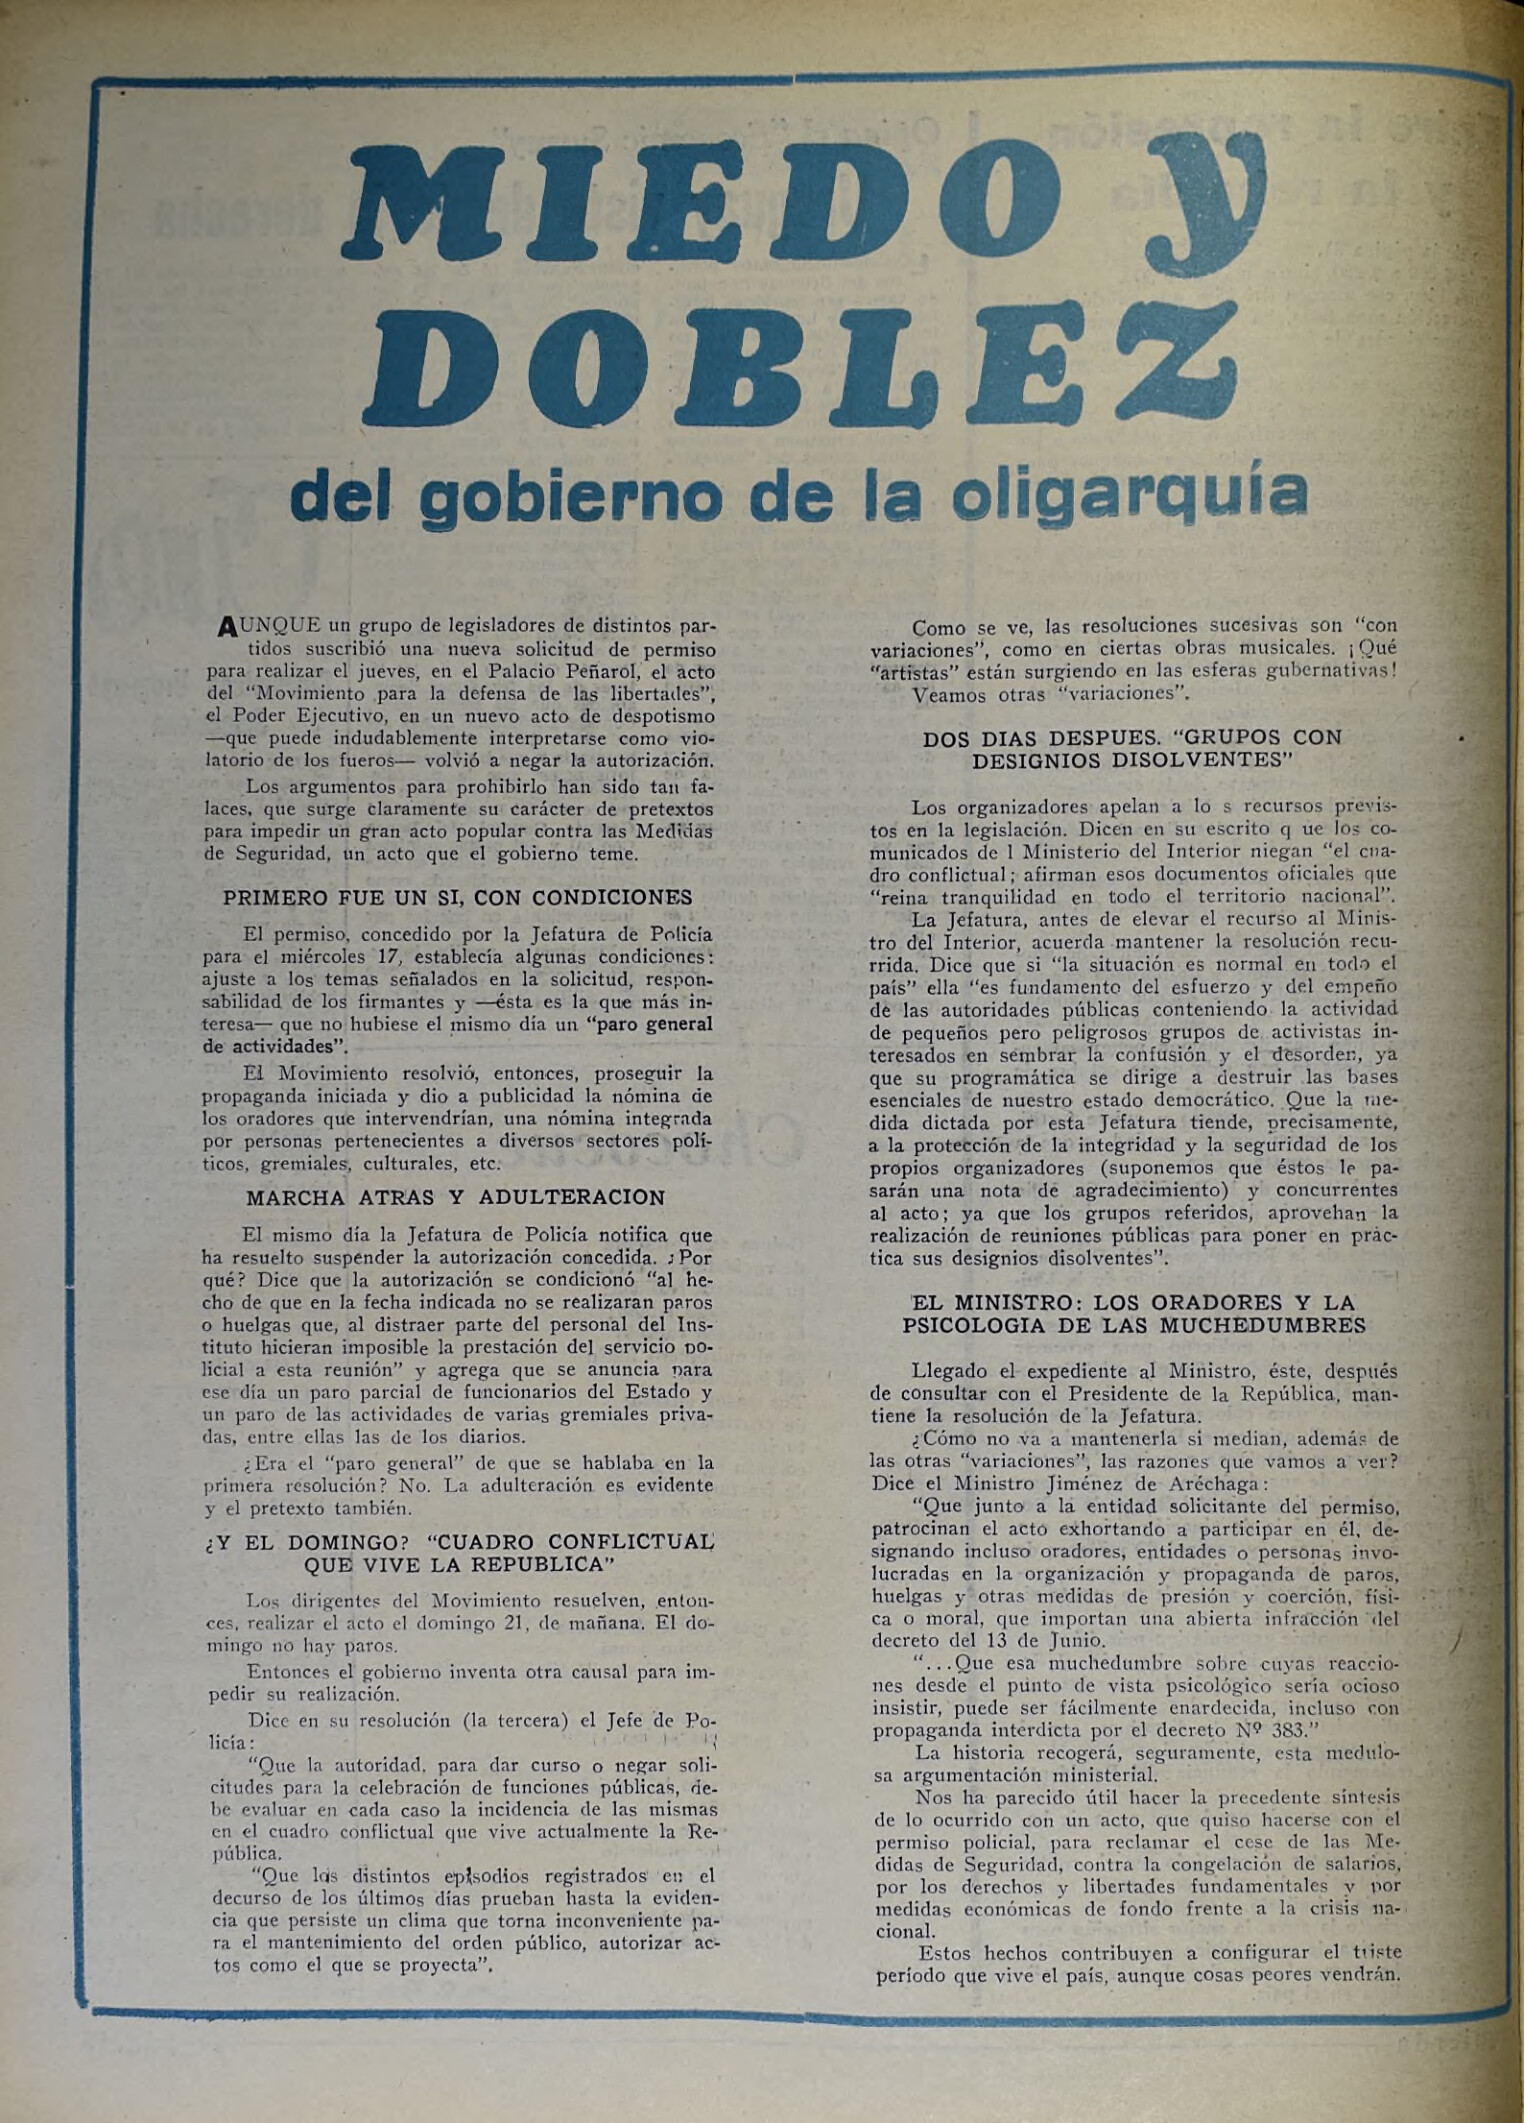 MIEDO y
DOBLEZ
del gobierno de la oligarquía
AUNQUE un grupo de legisladores de distintos par-
tidos suscribió una nueva solicitud de permiso
para realizar el jueves, en el Palacio Peñarol, el acto
del "Movimiento para la defensa de las libertades",
el Poder Ejecutivo, en un nuevo acto de despotismo
—que puede indudablemente interpretarse como vio-
latorio de los fueros— volvió a negar la autorización.
Los argumentos para prohibirlo han sido tan fa-
laces, que surge claramente su carácter de pretextos
para impedir un gran acto popular contra las Medidas
de Seguridad, un acto que el gobierno teme.
PRIMERO FUE UN SI, CON CONDICIONES
El permiso, concedido por la Jefatura de Policía
para el miércoles 17, establecía algunas condiciones:
ajuste a los temas señalados en la solicitud, respon-
sabilidad de los firmantes y —ésta es la que más in-
teresa— que no hubiese el mismo día un "paro general
de actividades".
El Movimiento resolvió, entonces, proseguir la
propaganda iniciada y dio a publicidad la nómina de
los oradores que intervendrían, una nómina integrada
por personas pertenecientes a diversos sectores polí-
ticos, gremiales, culturales, etc.
MARCHA ATRAS Y ADULTERACION
El mismo día la Jefatura de Policía notifica que
ha resuelto suspender la autorización concedida. ¿Por
qué? Dice que la autorización se condicionó "al he-
cho de que en la fecha indicada no se realizaran paros
o huelgas que, al distraer parte del personal del Ins-
tituto hicieran imposible la prestación del servicio po-
licial a esta reunión" y agrega que se anuncia para
ese día un paro parcial de funcionarios del Estado y
un paro de las actividades de varias gremiales priva-
das, entre ellas las de los diarios.
¿Era el "paro general" de que se hablaba en la
primera resolución? No. La adulteración es evidente
y el pretexto también.
¿Y EL DOMINGO? "CUADRO CONFLICTUAL
QUE VIVE LA REPUBLICA"
Los dirigentes del Movimiento resuelven, enton-
ces, realizar el acto el domingo 21, de mañana. El do-
mingo no hay paros.
Entonces el gobierno inventa otra causal para im-
pedir su realización.
Dice en su resolución (la tercera) el Jefe de Po-
licía:
"Que la autoridad, para dar curso o negar soli-
citudes para la celebración de funciones públicas, de-
be evaluar en cada caso la incidencia de las mismas
en el cuadro conflictual que vive actualmente la Re-
pública.
"Que los distintos episodios registrados en el
decurso de los últimos días prueban hasta la eviden-
cia que persiste un clima que torna inconveniente pa-
ra el mantenimiento del orden público, autorizar ac-
tos como el que se proyecta".
Como se ve, las resoluciones sucesivas son "con
variaciones", como en ciertas obras musicales. ¡Qué
"artistas" están surgiendo en las esferas gubernativas!
Veamos otras "variaciones".
DOS DIAS DESPUES. "GRUPOS CON
DESIGNIOS DISOLVENTES"
Los organizadores apelan a lo s recursos previs-
tos en la legislación. Dicen en su escrito q ue los co-
municados de l Ministerio del Interior niegan "el cua-
dro conflictual; afirman esos documentos oficiales que
"reina tranquilidad en todo el territorio nacional".
La Jefatura, antes de elevar el recurso al Minis-
tro del Interior, acuerda mantener la resolución recu-
rrida. Dice que si "la situación es normal en todo el
país" ella "es fundamento del esfuerzo y del empeño
de las autoridades públicas conteniendo la actividad
de pequeños pero peligrosos grupos de activistas in-
teresados en sembrar la confusión y el desorden, ya
que su programática se dirige a destruir las bases
esenciales de nuestro estado democrático. Que la me-
dida dictada por esta Jefatura tiende, precisamente,
a la protección de la integridad y la seguridad de los
propios organizadores (suponemos que éstos le pa-
sarán una nota de agradecimiento) y concurrentes
al acto; ya que los grupos referidos, aprovehan la
realización de reuniones públicas para poner en prác-
tica sus designios disolventes".
EL MINISTRO: LOS ORADORES Y LA
PSICOLOGIA DE LAS MUCHEDUMBRES
Llegado el expediente al Ministro, éste, después
de consultar con el Presidente de la República, man-
tiene la resolución de la Jefatura.
¿Cómo no va a mantenerla si median, además de
las otras "variaciones", las razones que vamos a ver?
Dice el Ministro Jiménez de Aréchaga:
"Que junto a la entidad solicitante del permiso,
patrocinan el acto exhortando a participar en él, de-
signando incluso oradores, entidades o personas invo-
lucradas en la organización y propaganda de paros,
huelgas y otras medidas de presión y coerción, físi-
ca o moral, que importan una abierta infracción del
decreto del 13 de Junio.
"...Que esa muchedumbre sobre cuyas reaccio-
nes desde el punto de vista psicológico sería ocioso
insistir, puede ser fácilmente enardecida, incluso con
propaganda interdicta por el decreto Nº 383."
La historia recogerá, seguramente, esta medulo-
sa argumentación ministerial.
Nos ha parecido útil hacer la precedente síntesis
de lo ocurrido con un acto, que quiso hacerse con el
permiso policial, para reclamar el cese de las Me-
didas de Seguridad, contra la congelación de salarios,
por los derechos y libertades fundamentales y por
medidas económicas de fondo frente a la crisis na-
cional.
Estos hechos contribuyen a configurar el triste
período que vive el país, aunque cosas peores vendrán.